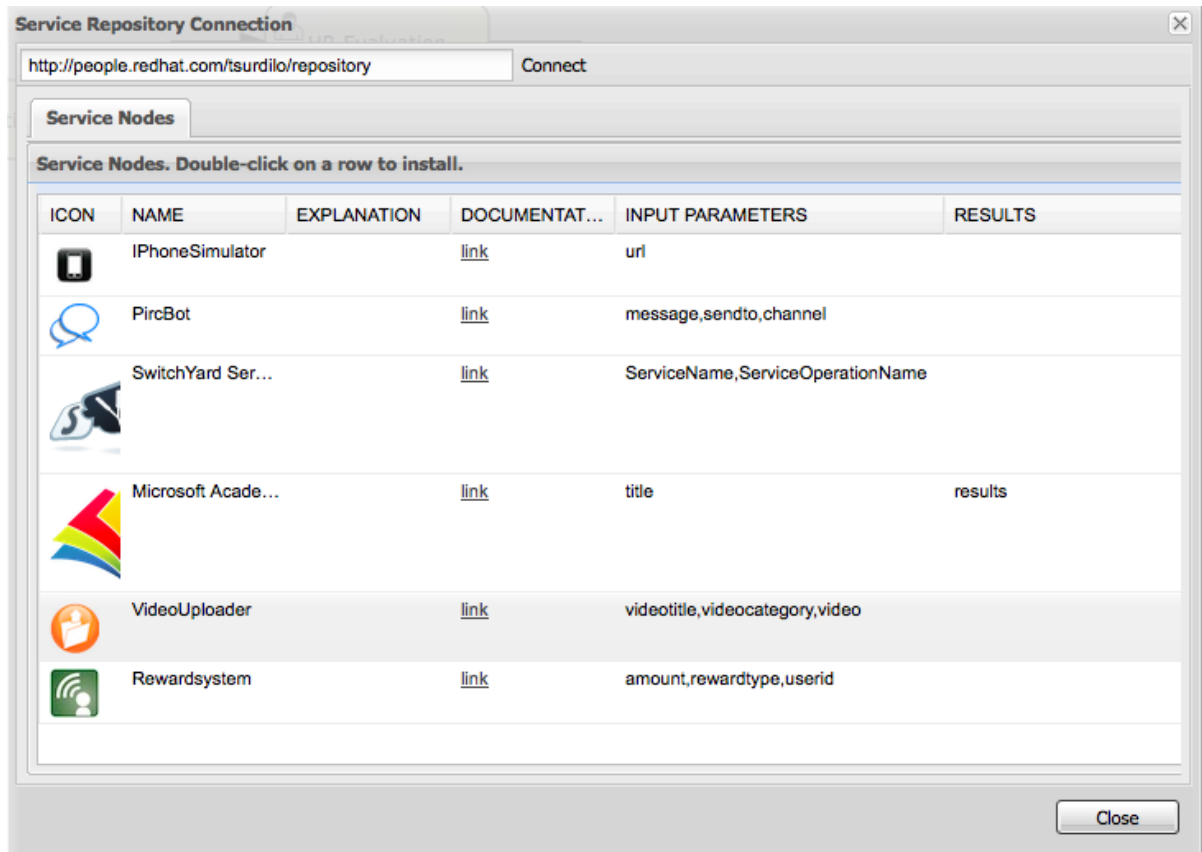 Service Repository Connection
HR Evaluation
http://people.redhat.com/tsurdilo/repository Connect
Service Nodes
Service Nodes. Double-click on a row to install.
ICON NAME EXPLANATION DOCUMENTAT... INPUT PARAMETERS RESULTS
IPhoneSimulator link url
PircBot link message,sendto,channel
SwitchYard Ser... link ServiceName,ServiceOperationName
S
Microsoft Acade... link title results
VideoUploader link videotitle,videocategory,video
Rewardsystem link amount,rewardtype,userid
Close